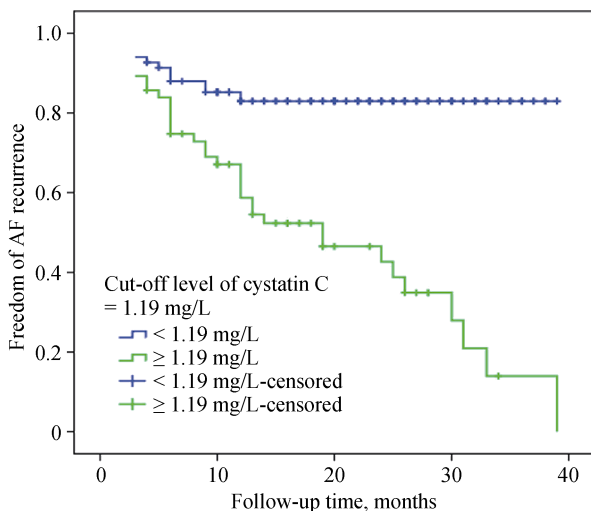 1.0
0.8
0.6
0.4
0.2
0
Freedom of AF recurrence
Cut-off level of cystatin C
= 1.19 mg/L
< 1.19 mg/L
≥ 1.19 mg/L
< 1.19 mg/L-censored
≥ 1.19 mg/L-censored
0 10 20 30 40
Follow-up time, months